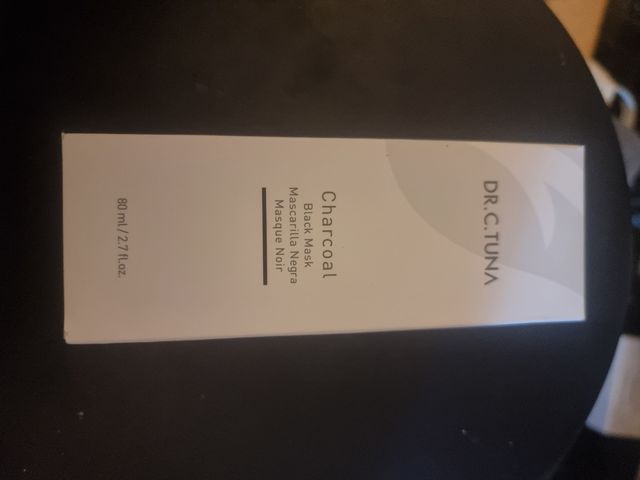 DR.C.TUNA
Charcoal
Black Mask
Mascarilla Negra
Masque Noir
80 ml / 2.7 fl.oz.